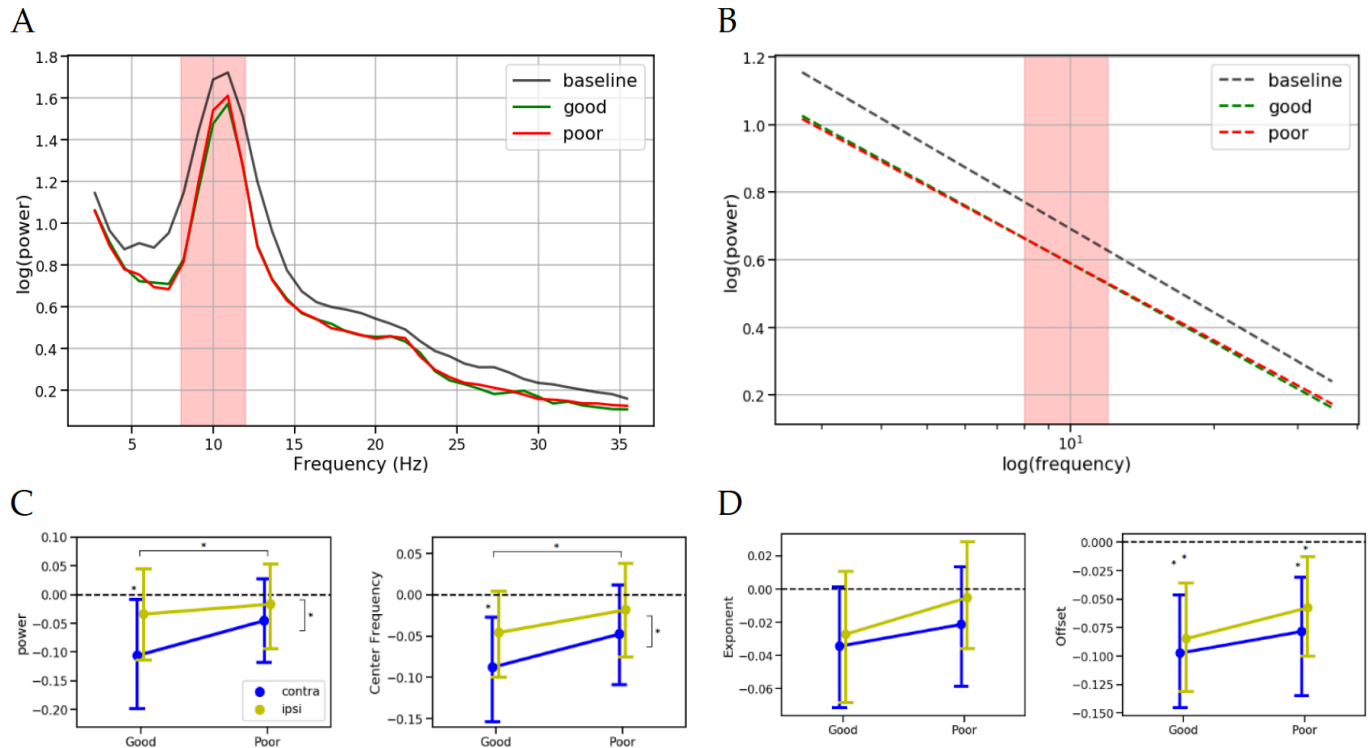 A
log(power)
1.8
1.6
1.4
1.2
1.0
0.8
0.6
0.4
0.2
5
10
15
20
25
30
35
Frequency (Hz)
baseline
good
poor
B
log(power)
1.2
1.0
0.8
0.6
0.4
0.2
10¹
log(frequency)
baseline
good
poor
C
power
0.10
0.05
0.00
−0.05
−0.10
−0.15
−0.20
*
*
*
contra
ipsi
Good
Poor
Center Frequency
0.05
0.00
−0.05
−0.10
−0.15
*
*
*
Good
Poor
D
Exponent
0.02
0.00
−0.02
−0.04
−0.06
Good
Poor
Offset
0.000
−0.025
−0.050
−0.075
−0.100
−0.125
−0.150
* *
* *
Good
Poor